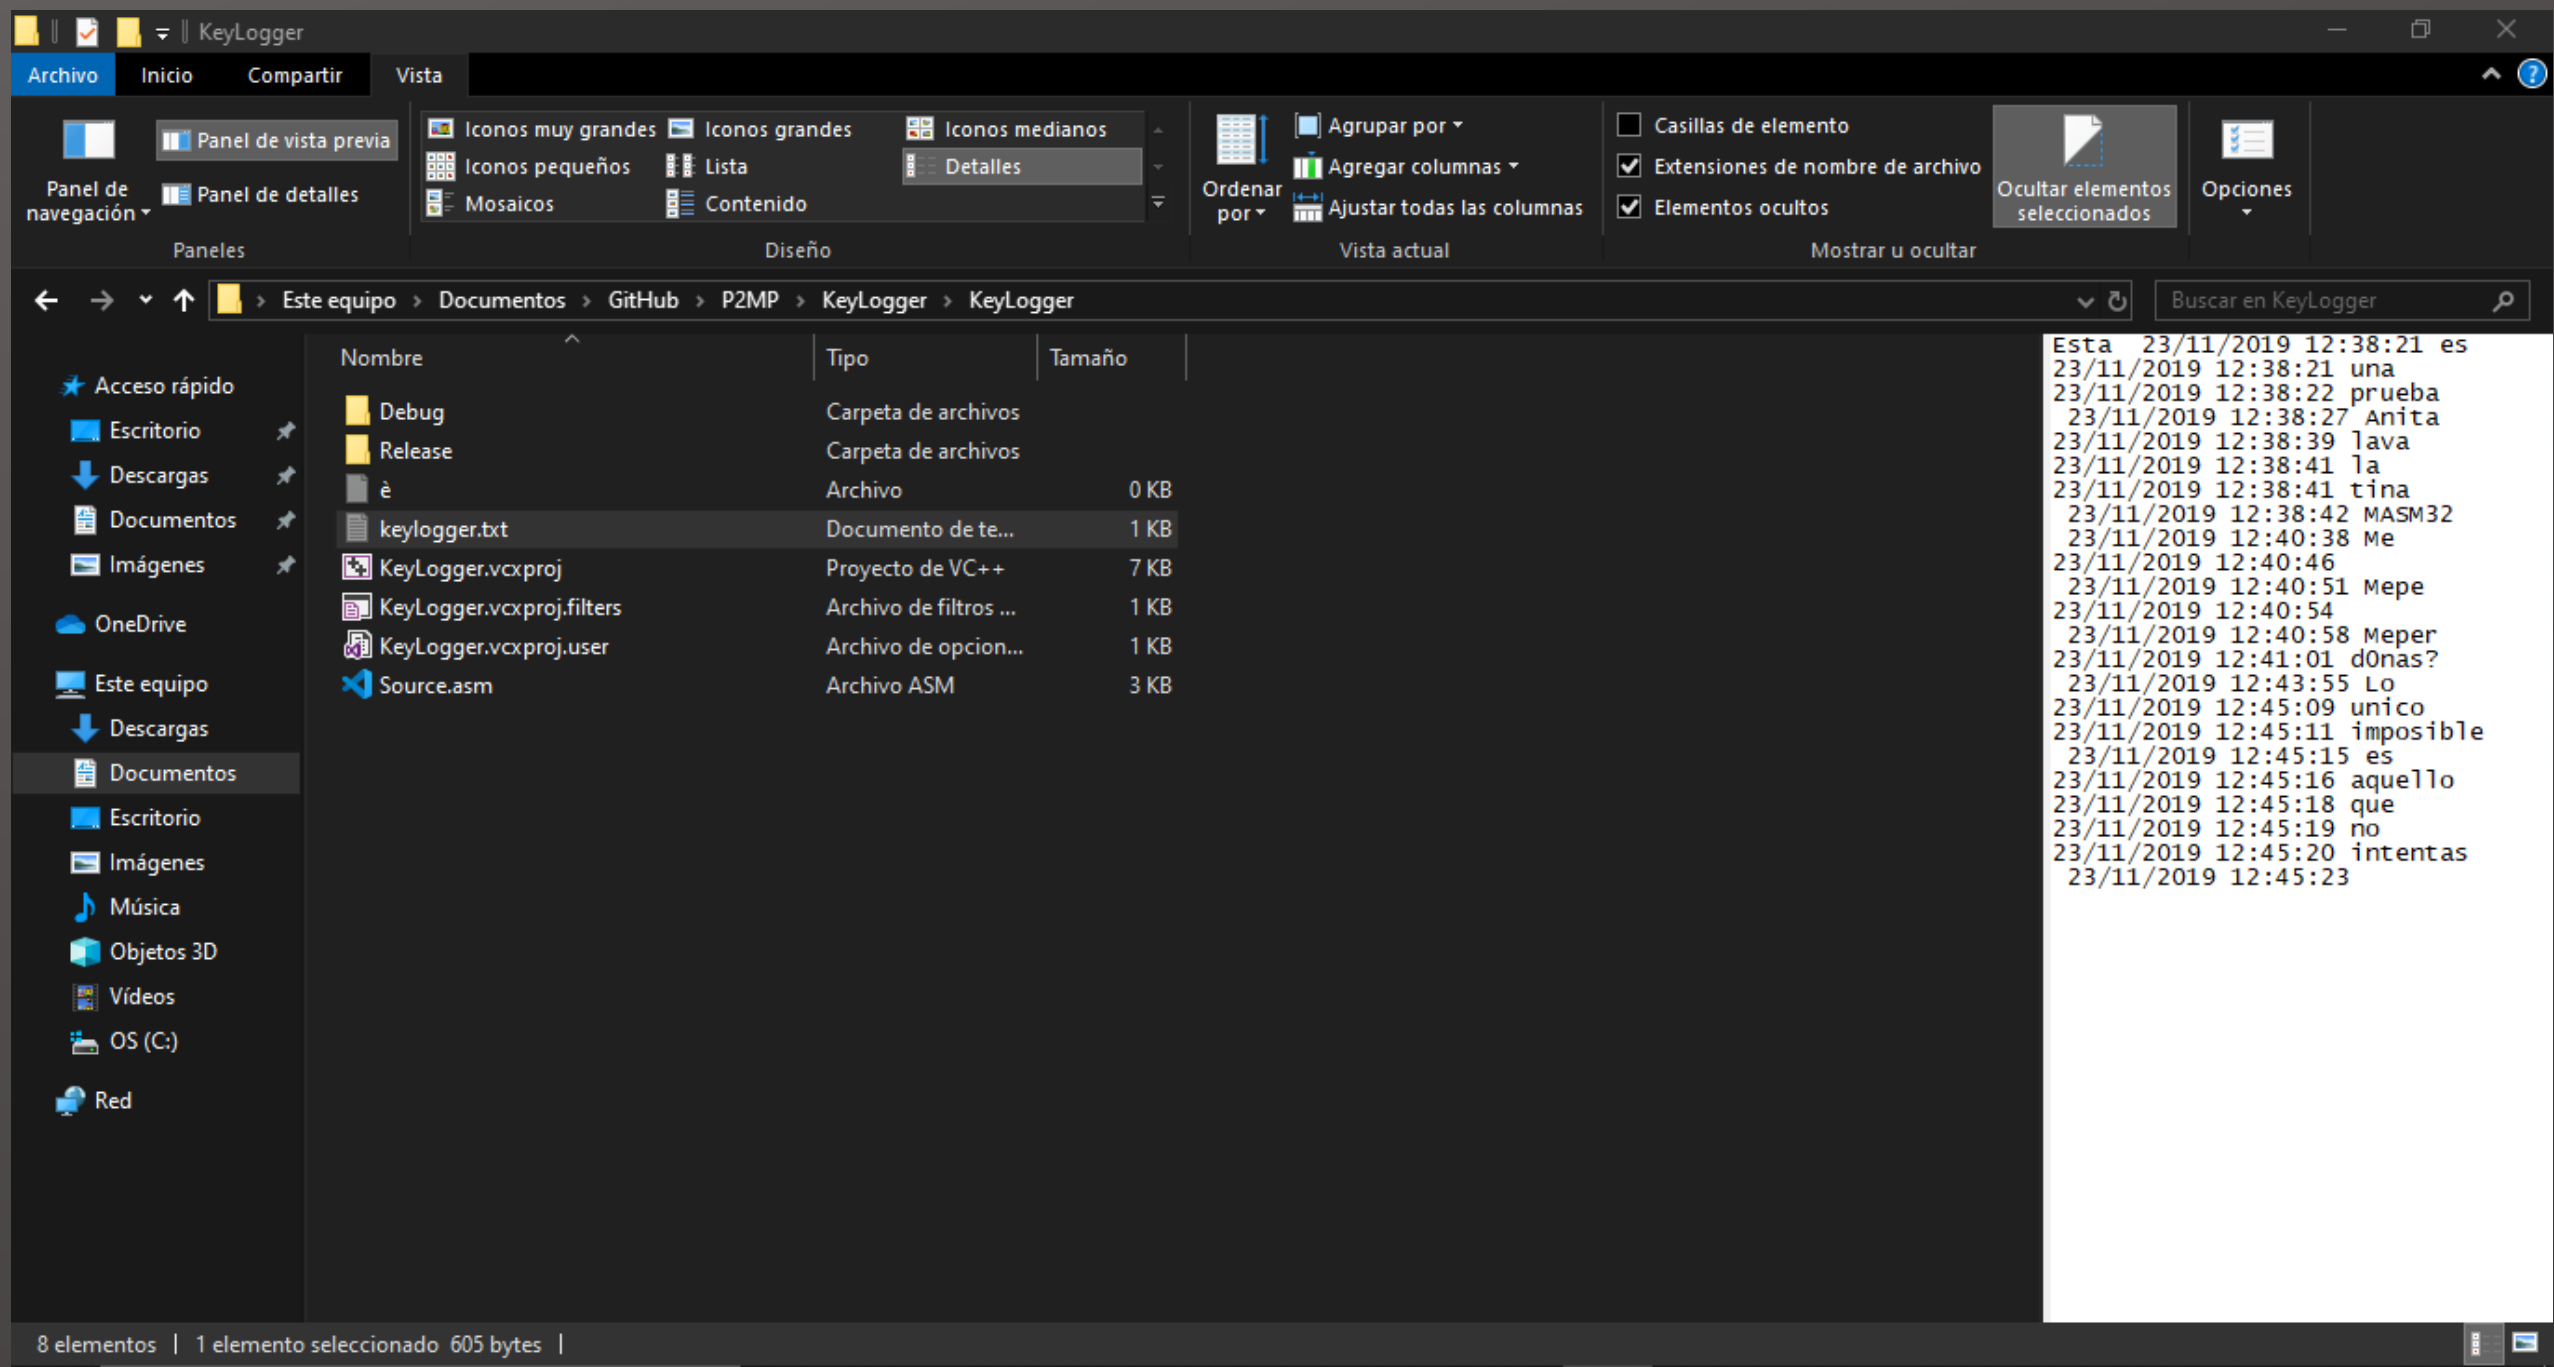 KeyLogger
Archivo Inicio Compartir Vista
Panel de navegación
Panel de vista previa
Panel de detalles
Paneles
Iconos muy grandes Iconos grandes Iconos medianos
Iconos pequeños Lista Detalles
Mosaicos Contenido
Diseño
Ordenar por
Agrupar por
Agregar columnas
Ajustar todas las columnas
Vista actual
Casillas de elemento
Extensiones de nombre de archivo
Elementos ocultos
Ocultar elementos seleccionados
Mostrar u ocultar
Opciones
Este equipo > Documentos > GitHub > P2MP > KeyLogger > KeyLogger
Buscar en KeyLogger
Acceso rápido
Escritorio
Descargas
Documentos
Imágenes
OneDrive
Este equipo
Descargas
Documentos
Escritorio
Imágenes
Música
Objetos 3D
Vídeos
OS (C:)
Red
Nombre Tipo Tamaño
Debug Carpeta de archivos
Release Carpeta de archivos
è Archivo 0 KB
keylogger.txt Documento de te... 1 KB
KeyLogger.vcxproj Proyecto de VC++ 7 KB
KeyLogger.vcxproj.filters Archivo de filtros ... 1 KB
KeyLogger.vcxproj.user Archivo de opcion... 1 KB
Source.asm Archivo ASM 3 KB
Esta  23/11/2019 12:38:21 es
23/11/2019 12:38:21 una
23/11/2019 12:38:22 prueba
 23/11/2019 12:38:27 Anita
23/11/2019 12:38:39 lava
23/11/2019 12:38:41 la
23/11/2019 12:38:41 tina
 23/11/2019 12:38:42 MASM32
 23/11/2019 12:40:38 Me
23/11/2019 12:40:46
 23/11/2019 12:40:51 Mepe
23/11/2019 12:40:54
 23/11/2019 12:40:58 Meper
23/11/2019 12:41:01 d0nas?
 23/11/2019 12:43:55 Lo
23/11/2019 12:45:09 unico
23/11/2019 12:45:11 imposible
 23/11/2019 12:45:15 es
23/11/2019 12:45:16 aquello
23/11/2019 12:45:18 que
23/11/2019 12:45:19 no
23/11/2019 12:45:20 intentas
 23/11/2019 12:45:23
8 elementos | 1 elemento seleccionado 605 bytes |